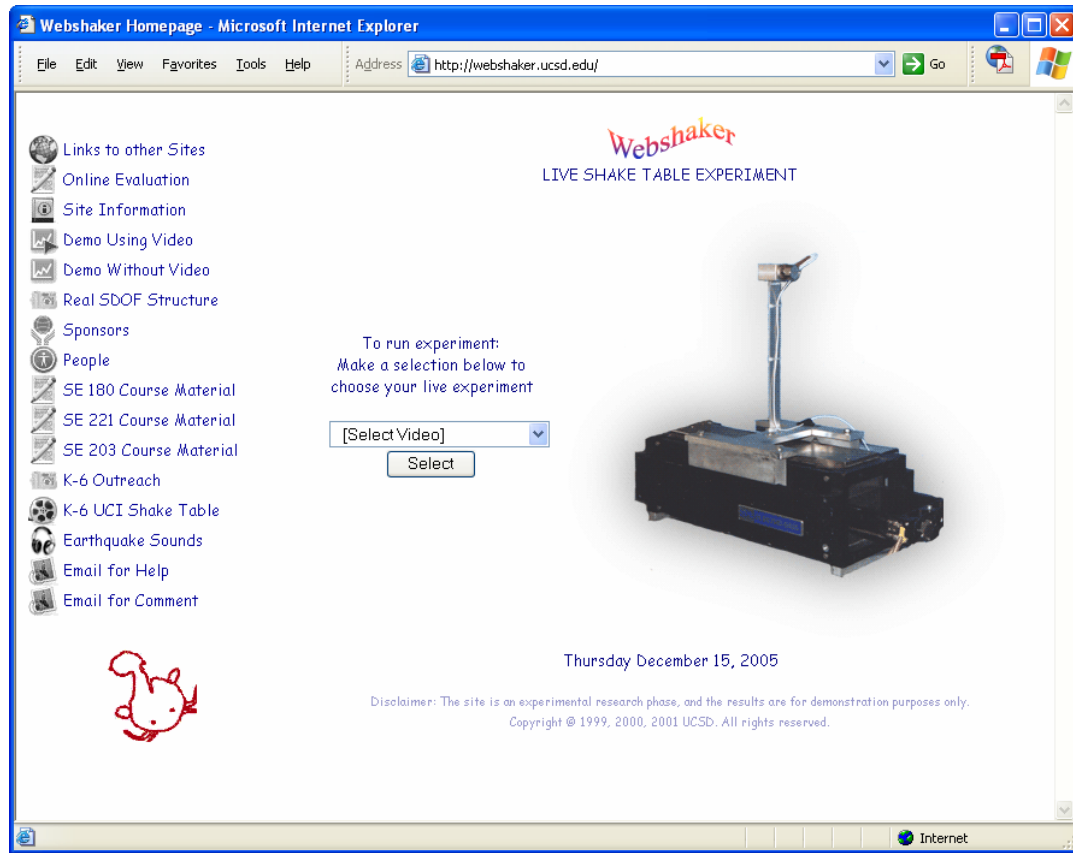 Webshaker Homepage - Microsoft Internet Explorer
File Edit View Favorites Tools Help Address http://webshaker.ucsd.edu/ Go
Links to other Sites
Online Evaluation
Site Information
Demo Using Video
Demo Without Video
Real SDOF Structure
Sponsors
People
SE 180 Course Material
SE 221 Course Material
SE 203 Course Material
K-6 Outreach
K-6 UCI Shake Table
Earthquake Sounds
Email for Help
Email for Comment
Webshaker
LIVE SHAKE TABLE EXPERIMENT
To run experiment:
Make a selection below to
choose your live experiment
[Select Video]
Select
Thursday December 15, 2005
Disclaimer: The site is an experimental research phase, and the results are for demonstration purposes only.
Copyright @ 1999, 2000, 2001 UCSD. All rights reserved.
Internet